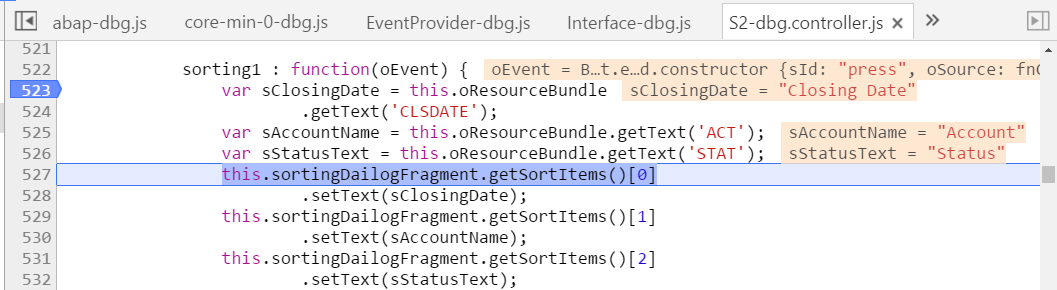 abap-dbg.js core-min-0-dbg.js EventProvider-dbg.js Interface-dbg.js S2-dbg.controller.js × »
521
522 sorting1 : function(oEvent) { oEvent = B…t.e…d.constructor {sId: "press", oSource: fnC
523 var sClosingDate = this.oResourceBundle sClosingDate = "Closing Date"
524 .getText('CLSDATE');
525 var sAccountName = this.oResourceBundle.getText('ACT'); sAccountName = "Account"
526 var sStatusText = this.oResourceBundle.getText('STAT'); sStatusText = "Status"
527 this.sortingDailogFragment.getSortItems()[0]
528 .setText(sClosingDate);
529 this.sortingDailogFragment.getSortItems()[1]
530 .setText(sAccountName);
531 this.sortingDailogFragment.getSortItems()[2]
532 .setText(sStatusText);